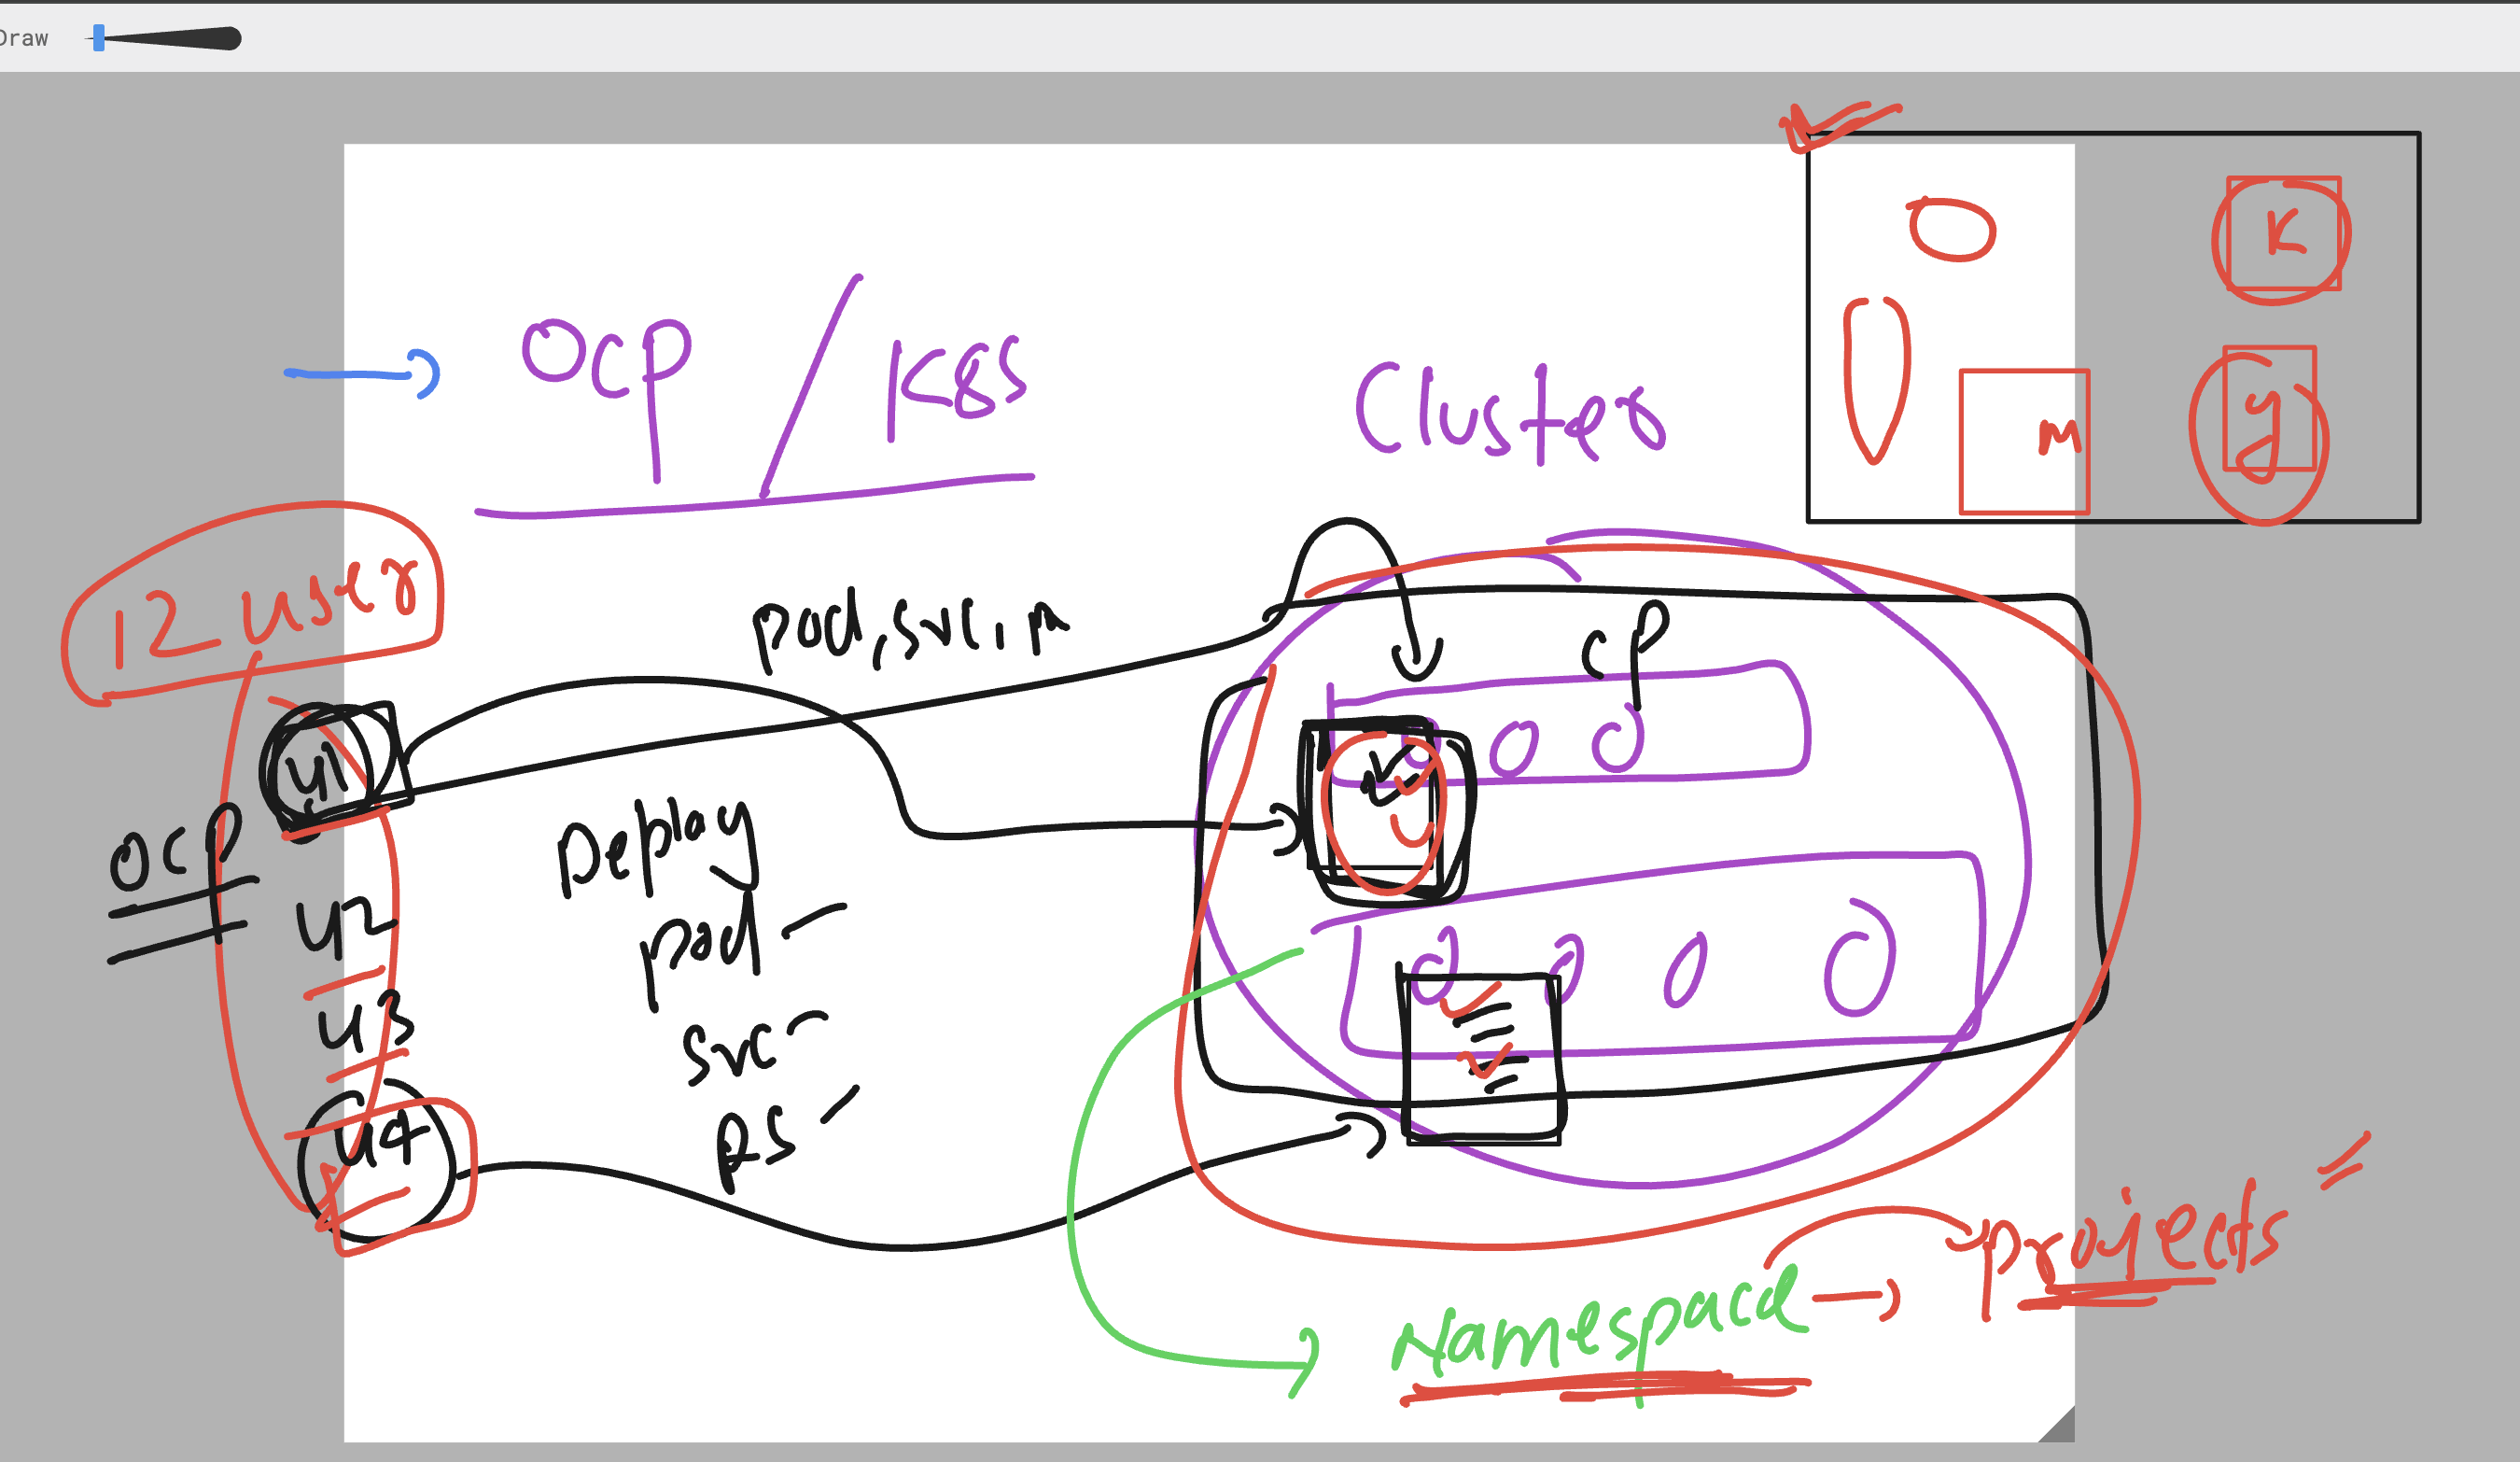 Draw
K
OCP / K8s
Cluster
M
y
12 user
pod, svc, r
CP
u1
OCP
Deploy
u2
pod -
u3
svc -
RS -
u4
Projects
Namespace →